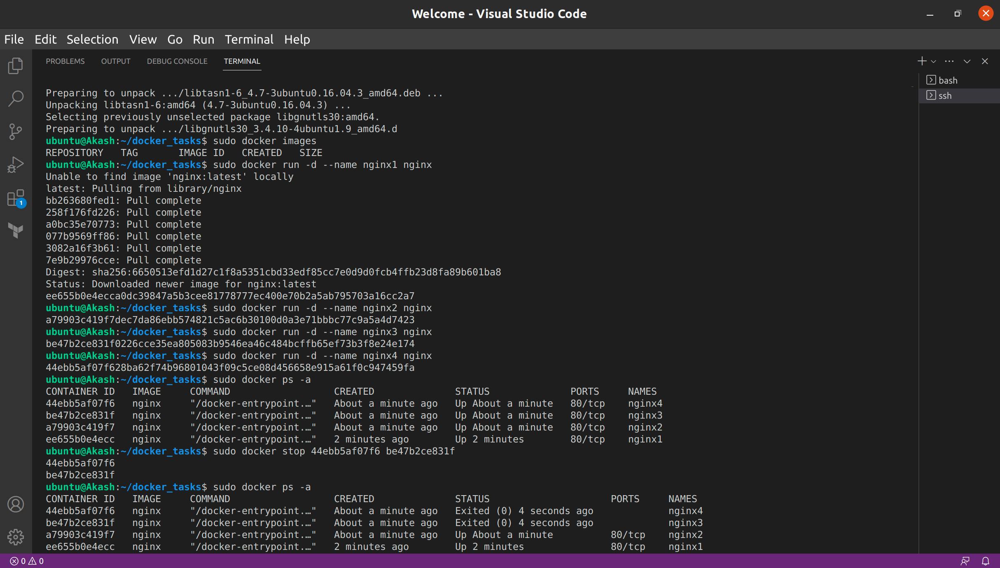 Welcome - Visual Studio Code
File Edit Selection View Go Run Terminal Help
PROBLEMS OUTPUT DEBUG CONSOLE TERMINAL
bash
ssh
1
Preparing to unpack .../libtasn1-6_4.7-3ubuntu0.16.04.3_amd64.deb ...
Unpacking libtasn1-6:amd64 (4.7-3ubuntu0.16.04.3) ...
Selecting previously unselected package libgnutls30:amd64.
Preparing to unpack .../libgnutls30_3.4.10-4ubuntu1.9_amd64.d
ubuntu@Akash:~/docker_tasks$ sudo docker images
REPOSITORY   TAG       IMAGE ID   CREATED   SIZE
ubuntu@Akash:~/docker_tasks$ sudo docker run -d --name nginx1 nginx
Unable to find image 'nginx:latest' locally
latest: Pulling from library/nginx
bb263680fed1: Pull complete
258f176fd226: Pull complete
a0bc35e70773: Pull complete
077b9569ff86: Pull complete
3082a16f3b61: Pull complete
7e9b29976cce: Pull complete
Digest: sha256:6650513efd1d27c1f8a5351cbd33edf85cc7e0d9d0fcb4ffb23d8fa89b601ba8
Status: Downloaded newer image for nginx:latest
ee655b0e4ecca0dc39847a5b3cee81778777ec400e70b2a5ab795703a16cc2a7
ubuntu@Akash:~/docker_tasks$ sudo docker run -d --name nginx2 nginx
a79903c419f7dec7da86ebb574821c5ac6b30100d0a3e71bbbc77c9a5a4d7423
ubuntu@Akash:~/docker_tasks$ sudo docker run -d --name nginx3 nginx
be47b2ce831f0226cce35ea805083b9546ea46c484bcffb65ef73b3f8e24e174
ubuntu@Akash:~/docker_tasks$ sudo docker run -d --name nginx4 nginx
44ebb5af07f628ba62f74b96801043f09c5ce08d456658e915a61f0c947459fa
ubuntu@Akash:~/docker_tasks$ sudo docker ps -a
CONTAINER ID   IMAGE     COMMAND                  CREATED              STATUS              PORTS     NAMES
44ebb5af07f6   nginx     "/docker-entrypoint.…"   About a minute ago   Up About a minute   80/tcp    nginx4
be47b2ce831f   nginx     "/docker-entrypoint.…"   About a minute ago   Up About a minute   80/tcp    nginx3
a79903c419f7   nginx     "/docker-entrypoint.…"   About a minute ago   Up About a minute   80/tcp    nginx2
ee655b0e4ecc   nginx     "/docker-entrypoint.…"   2 minutes ago        Up 2 minutes        80/tcp    nginx1
ubuntu@Akash:~/docker_tasks$ sudo docker stop 44ebb5af07f6 be47b2ce831f
44ebb5af07f6
be47b2ce831f
ubuntu@Akash:~/docker_tasks$ sudo docker ps -a
CONTAINER ID   IMAGE     COMMAND                  CREATED              STATUS                     PORTS     NAMES
44ebb5af07f6   nginx     "/docker-entrypoint.…"   About a minute ago   Exited (0) 4 seconds ago             nginx4
be47b2ce831f   nginx     "/docker-entrypoint.…"   About a minute ago   Exited (0) 4 seconds ago             nginx3
a79903c419f7   nginx     "/docker-entrypoint.…"   About a minute ago   Up About a minute          80/tcp    nginx2
ee655b0e4ecc   nginx     "/docker-entrypoint.…"   2 minutes ago        Up 2 minutes               80/tcp    nginx1
0 0